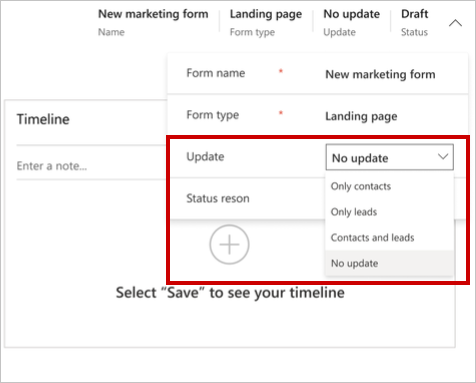 New marketing form Landing page No update Draft
Name Form type Update Status
Form name * New marketing form
Form type * Landing page
Timeline
Update No update
Enter a note...
Only contacts
Status reson
Only leads
Contacts and leads
No update
Select “Save” to see your timeline